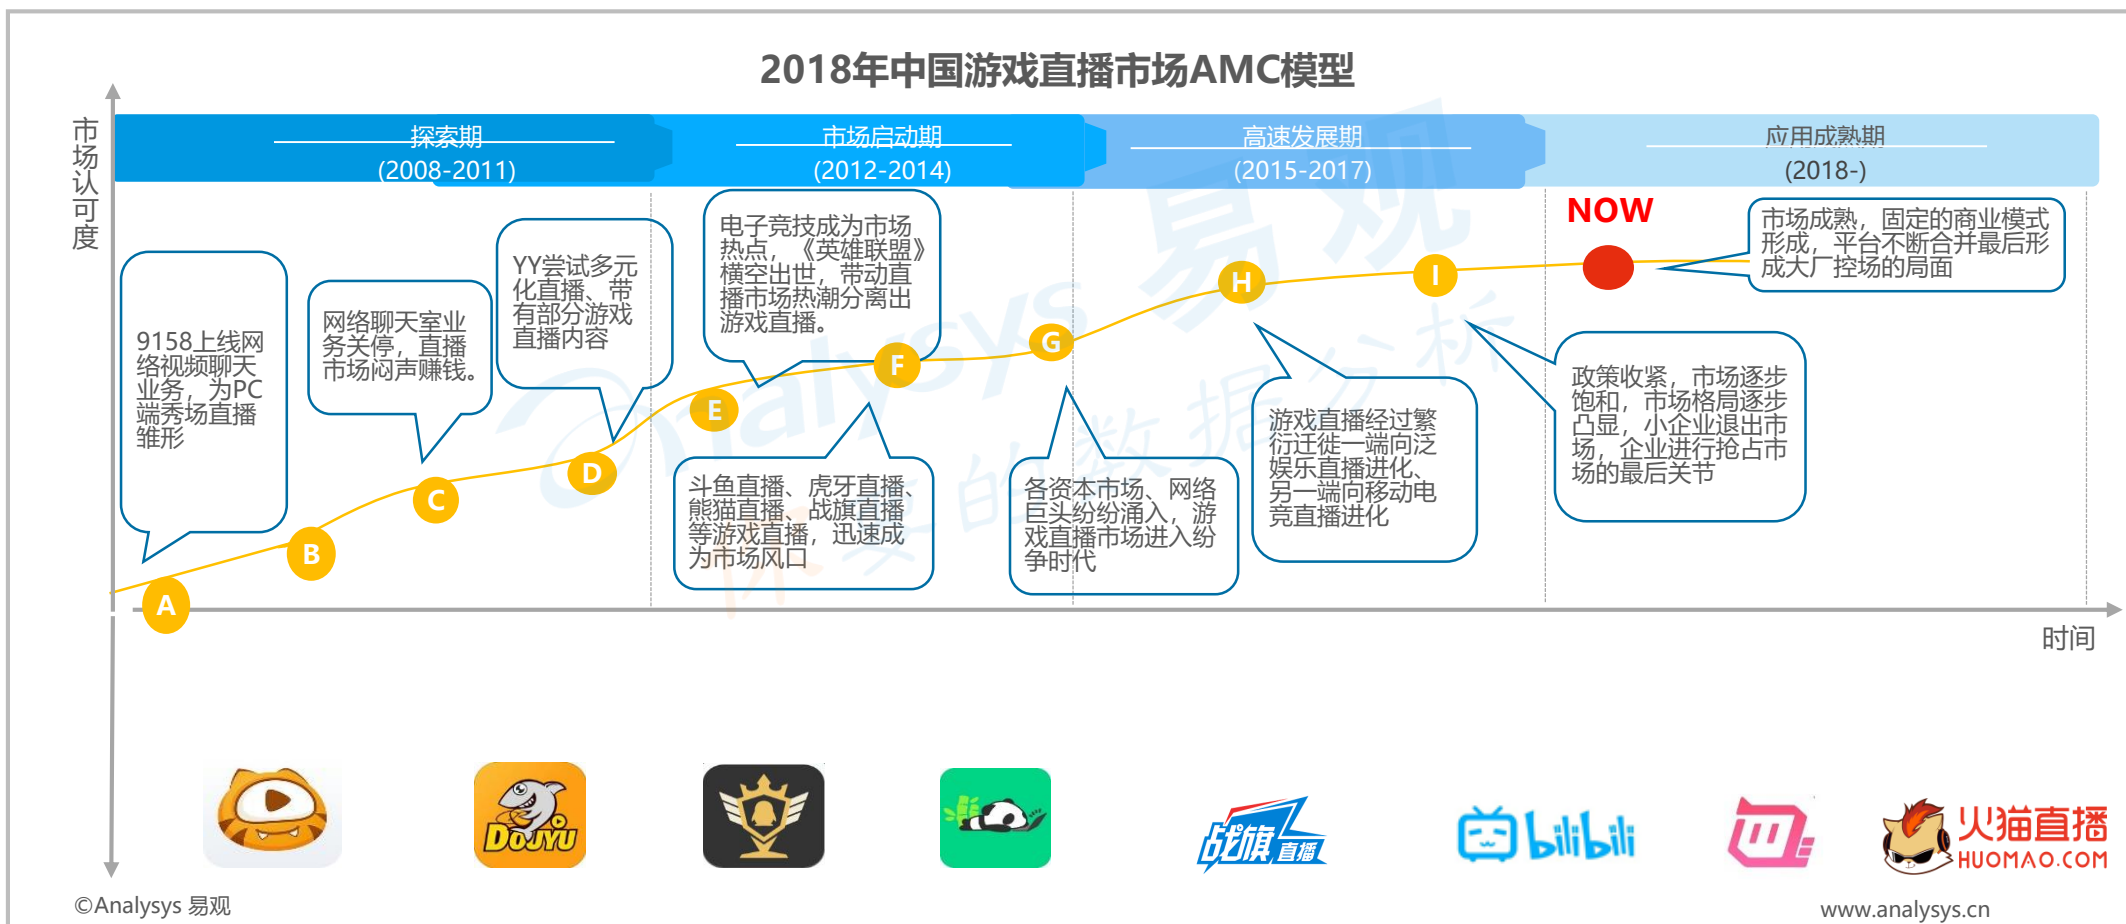 2018年中国游戏直播市场AMC模型
市场认可度
探索期
(2008-2011)
市场启动期
(2012-2014)
高速发展期
(2015-2017)
应用成熟期
(2018-)
NOW
9158上线网
络视频聊天
业务，为PC
端秀场直播
雏形
网络聊天室业
务关停，直播
市场闷声赚钱。
YY尝试多元
化直播、带
有部分游戏
直播内容
电子竞技成为市场
热点，《英雄联盟》
横空出世，带动直
播市场热潮分离出
游戏直播。
斗鱼直播、虎牙直播、
熊猫直播、战旗直播
等游戏直播，迅速成
为市场风口
各资本市场、网络
巨头纷纷涌入，游
戏直播市场进入纷
争时代
游戏直播经过繁
衍迁徙一端向泛
娱乐直播进化、
另一端向移动电
竞直播进化
政策收紧，市场逐步
饱和，市场格局逐步
凸显，小企业退出市
场，企业进行抢占市
场的最后关节
市场成熟，固定的商业模式
形成，平台不断合并最后形
成大厂控场的局面
A
B
C
D
E
F
G
H
I
时间
Analysys 易观
你要的数据分析
DOUYU
战旗直播
bilibili
火猫直播
HUOMAO.COM
©Analysys 易观
www.analysys.cn